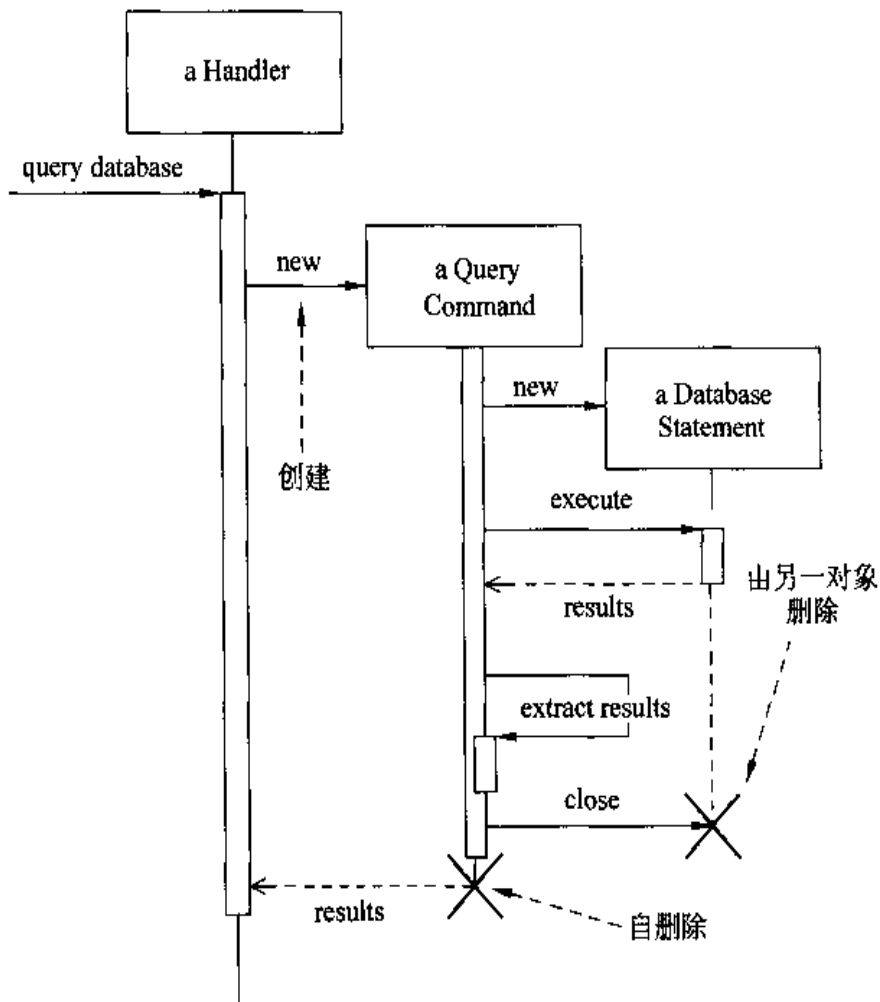 a Handler
query database
new
a Query
Command
new
a Database
Statement
创建
execute
由另一对象
删除
results
extract results
close
results
自删除